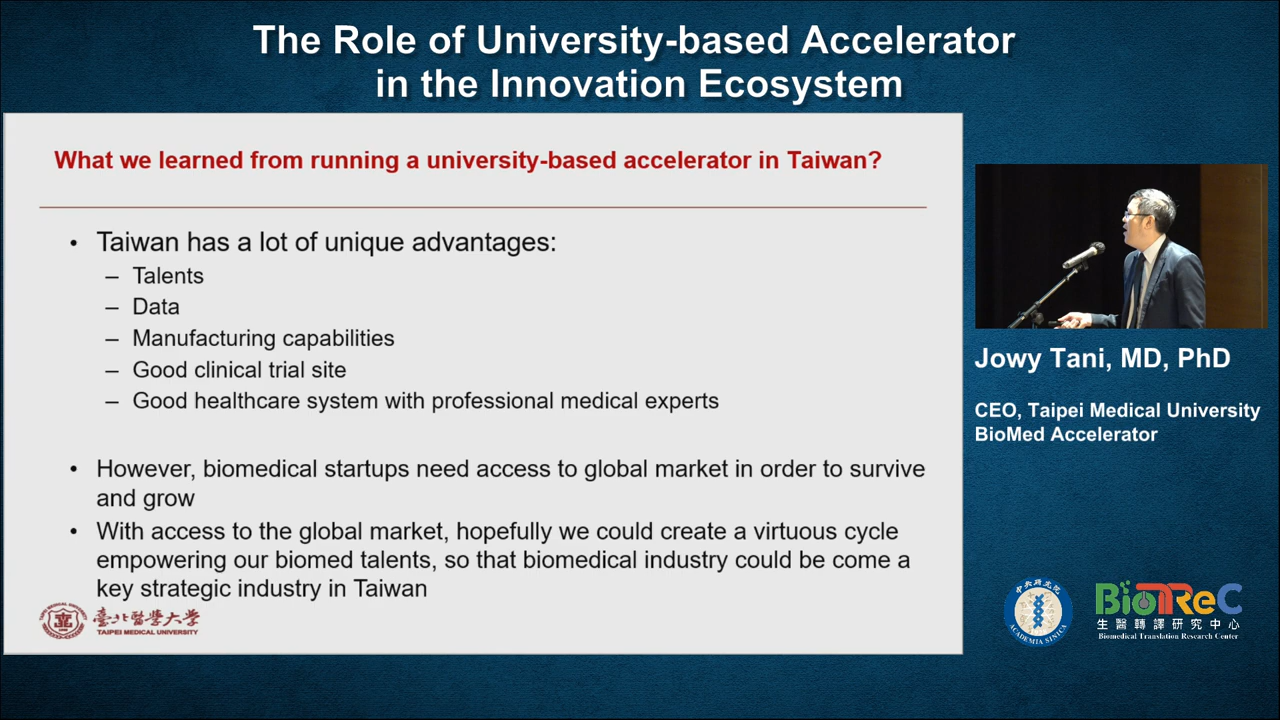 The Role of University-based Accelerator
in the Innovation Ecosystem
What we learned from running a university-based accelerator in Taiwan?
• Taiwan has a lot of unique advantages:
– Talents
– Data
– Manufacturing capabilities
– Good clinical trial site
– Good healthcare system with professional medical experts
• However, biomedical startups need access to global market in order to survive
and grow
• With access to the global market, hopefully we could create a virtuous cycle
empowering our biomed talents, so that biomedical industry could be come a
key strategic industry in Taiwan
臺北醫學大學
TAIPEI MEDICAL UNIVERSITY
Jowy Tani, MD, PhD
CEO, Taipei Medical University
BioMed Accelerator
中央研究院
ACADEMIA SINICA
BioTReC
生醫轉譯研究中心
Biomedical Translation Research Center